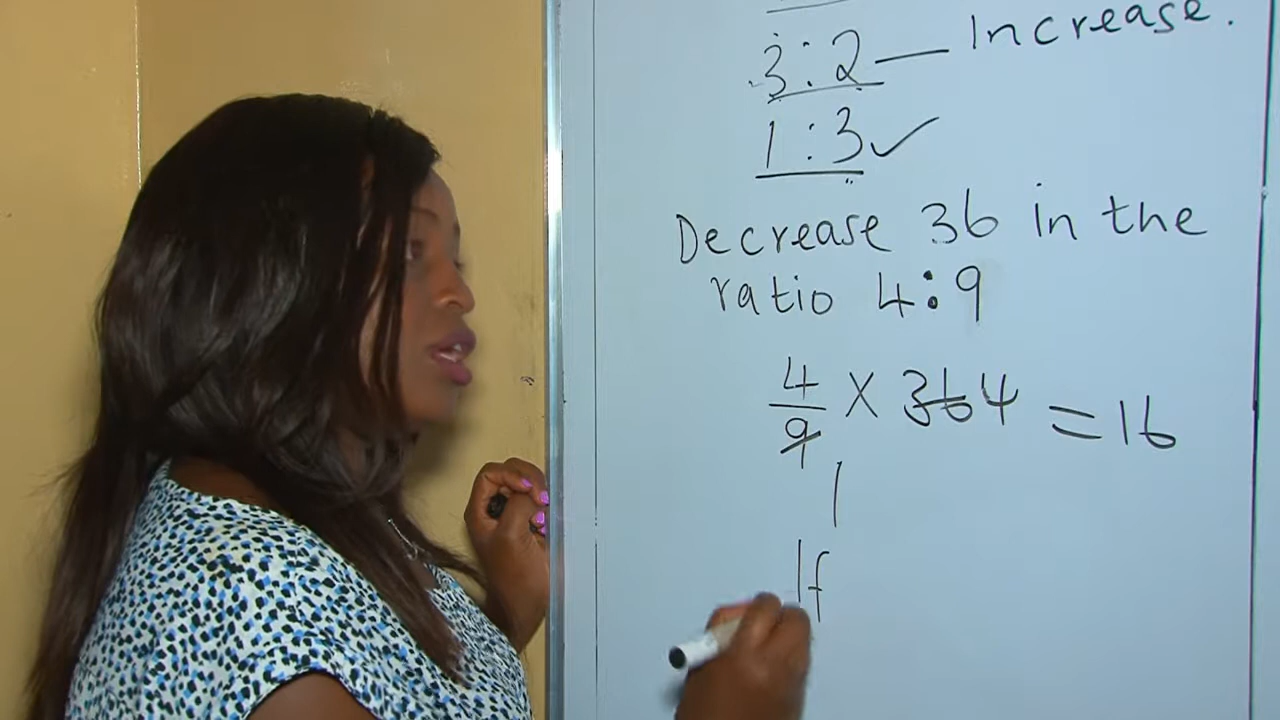 3:2 — Increase.
1:3 ✓
Decrease 36 in the
ratio 4:9
4/9 × 36 4 = 16
1
If